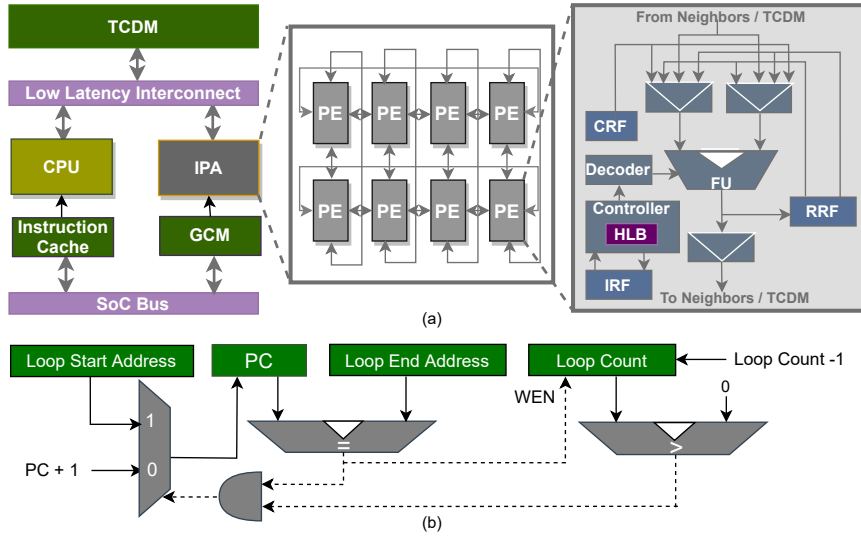 TCDM
Low Latency Interconnect
CPU
IPA
Instruction
Cache
GCM
SoC Bus
PE PE PE PE
PE PE PE PE
From Neighbors / TCDM
CRF
Decoder
FU
Controller
HLB
RRF
IRF
To Neighbors / TCDM
(a)
Loop Start Address
PC
Loop End Address
Loop Count
Loop Count -1
WEN
0
1
=
>
PC + 1
0
(b)